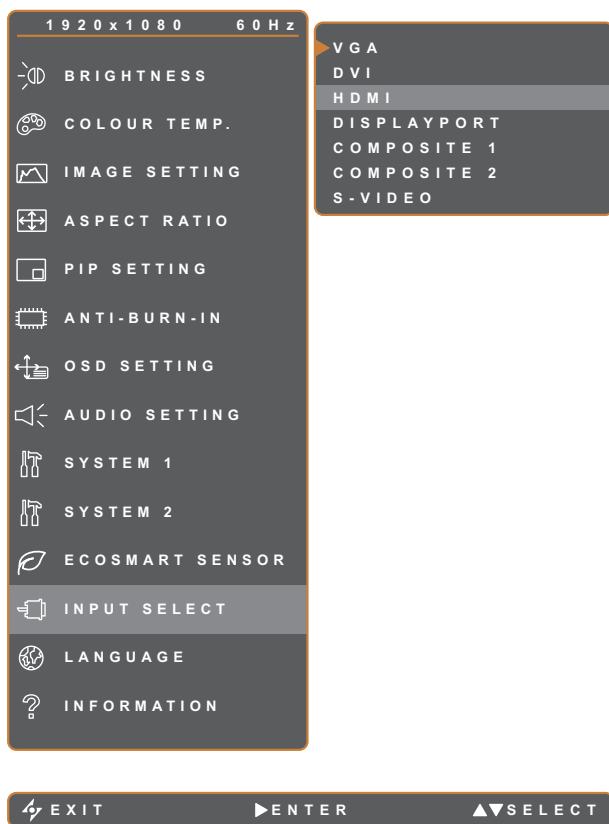 1920x1080 60Hz
BRIGHTNESS
COLOUR TEMP.
IMAGE SETTING
ASPECT RATIO
PIP SETTING
ANTI-BURN-IN
OSD SETTING
AUDIO SETTING
SYSTEM 1
SYSTEM 2
ECOSMART SENSOR
INPUT SELECT
LANGUAGE
INFORMATION
VGA
DVI
HDMI
DISPLAYPORT
COMPOSITE 1
COMPOSITE 2
S-VIDEO
EXIT ENTER SELECT